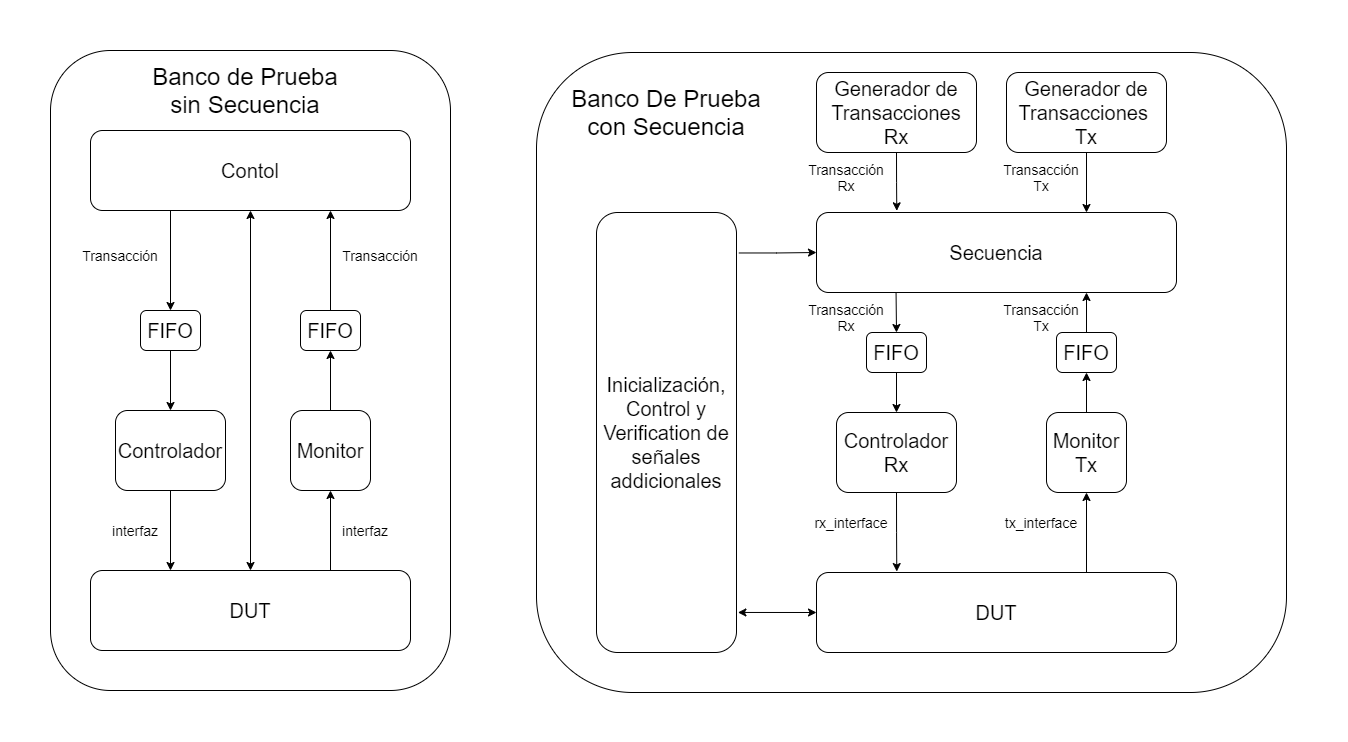 Banco de Prueba
sin Secuencia
Contol
Transacción
Transacción
FIFO
FIFO
Controlador
Monitor
interfaz
interfaz
DUT
Banco De Prueba
con Secuencia
Generador de
Transacciones
Rx
Generador de
Transacciones
Tx
Transacción
Rx
Transacción
Tx
Secuencia
Transacción
Rx
Transacción
Tx
FIFO
FIFO
Inicialización,
Control y
Verification de
señales
addicionales
Controlador
Rx
Monitor
Tx
rx_interface
tx_interface
DUT